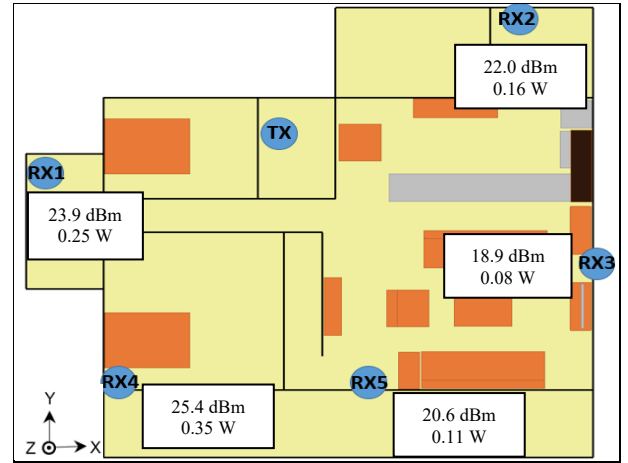 RX2
22.0 dBm
0.16 W
TX
RX1
23.9 dBm
0.25 W
RX3
18.9 dBm
0.08 W
RX4
25.4 dBm
0.35 W
RX5
20.6 dBm
0.11 W
Y
Z
X